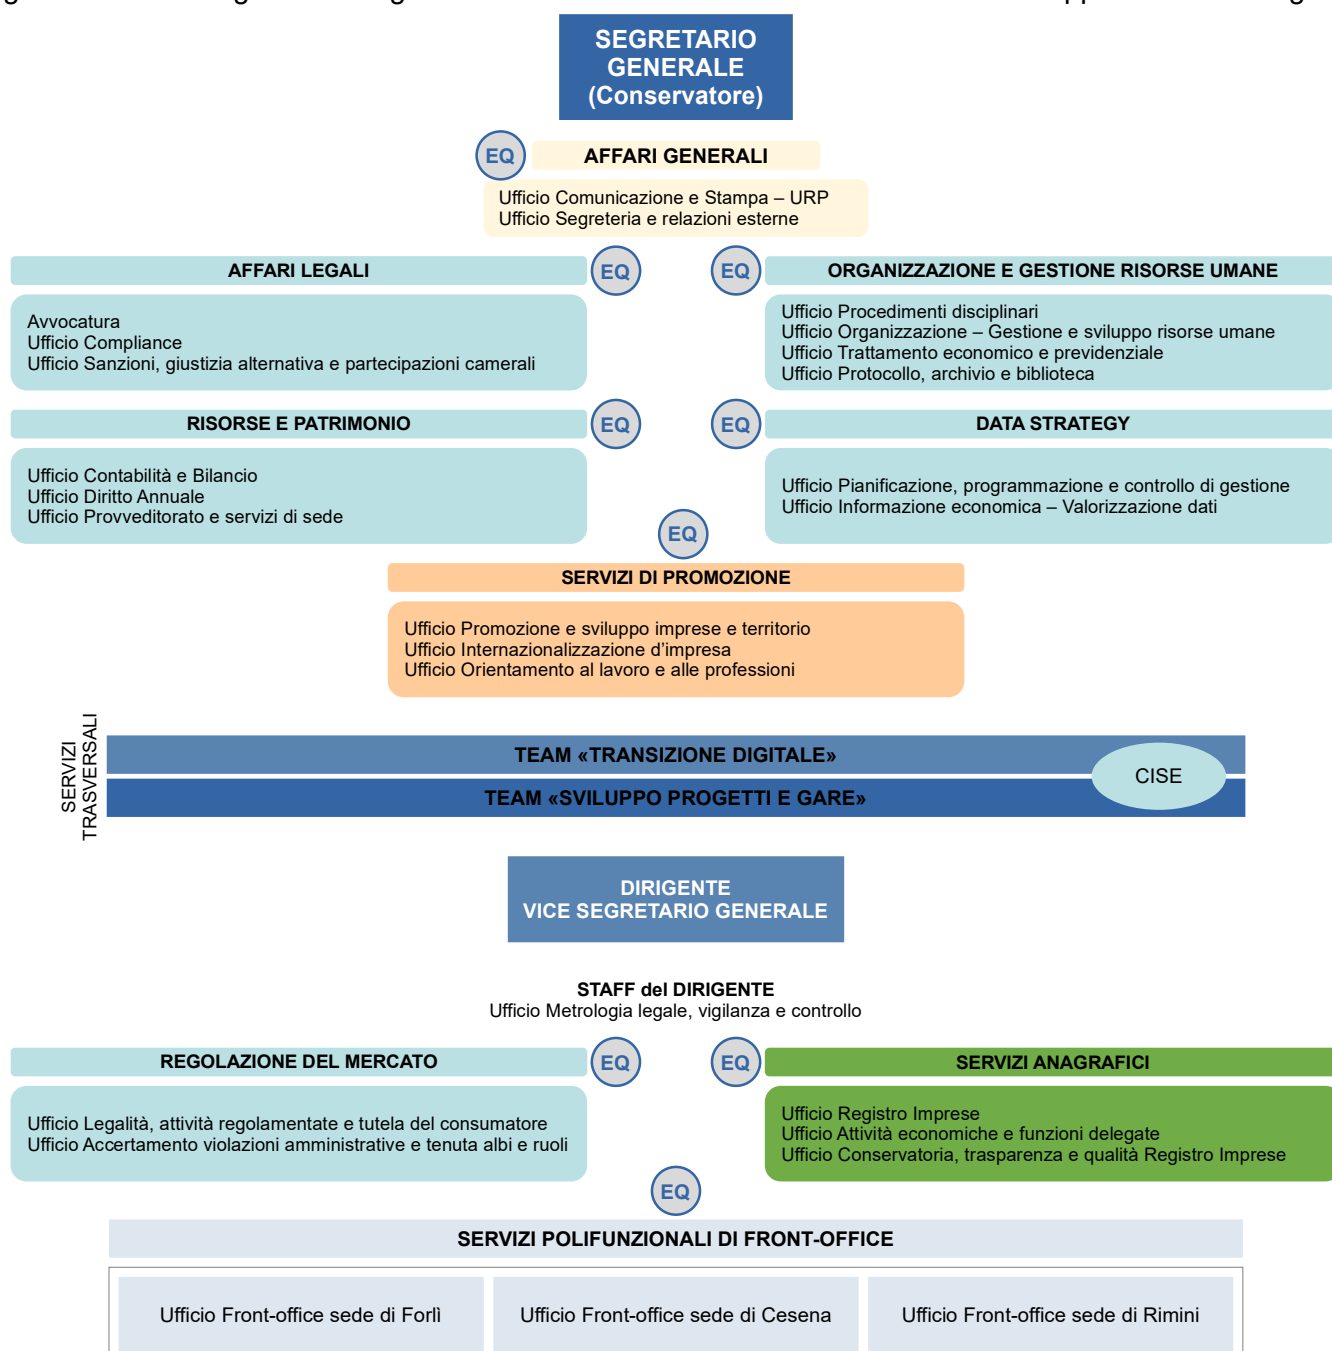 SEGRETARIO
GENERALE
(Conservatore)
EQ
AFFARI GENERALI
Ufficio Comunicazione e Stampa – URP
Ufficio Segreteria e relazioni esterne
AFFARI LEGALI
EQ
EQ
ORGANIZZAZIONE E GESTIONE RISORSE UMANE
Avvocatura
Ufficio Compliance
Ufficio Sanzioni, giustizia alternativa e partecipazioni camerali
Ufficio Procedimenti disciplinari
Ufficio Organizzazione – Gestione e sviluppo risorse umane
Ufficio Trattamento economico e previdenziale
Ufficio Protocollo, archivio e biblioteca
RISORSE E PATRIMONIO
EQ
EQ
DATA STRATEGY
Ufficio Contabilità e Bilancio
Ufficio Diritto Annuale
Ufficio Provveditorato e servizi di sede
Ufficio Pianificazione, programmazione e controllo di gestione
Ufficio Informazione economica – Valorizzazione dati
EQ
SERVIZI DI PROMOZIONE
Ufficio Promozione e sviluppo imprese e territorio
Ufficio Internazionalizzazione d’impresa
Ufficio Orientamento al lavoro e alle professioni
SERVIZI
TRASVERSALI
TEAM «TRANSIZIONE DIGITALE»
TEAM «SVILUPPO PROGETTI E GARE»
CISE
DIRIGENTE
VICE SEGRETARIO GENERALE
STAFF del DIRIGENTE
Ufficio Metrologia legale, vigilanza e controllo
REGOLAZIONE DEL MERCATO
EQ
EQ
SERVIZI ANAGRAFICI
Ufficio Legalità, attività regolamentate e tutela del consumatore
Ufficio Accertamento violazioni amministrative e tenuta albi e ruoli
Ufficio Registro Imprese
Ufficio Attività economiche e funzioni delegate
Ufficio Conservatoria, trasparenza e qualità Registro Imprese
EQ
SERVIZI POLIFUNZIONALI DI FRONT-OFFICE
Ufficio Front-office sede di Forlì
Ufficio Front-office sede di Cesena
Ufficio Front-office sede di Rimini